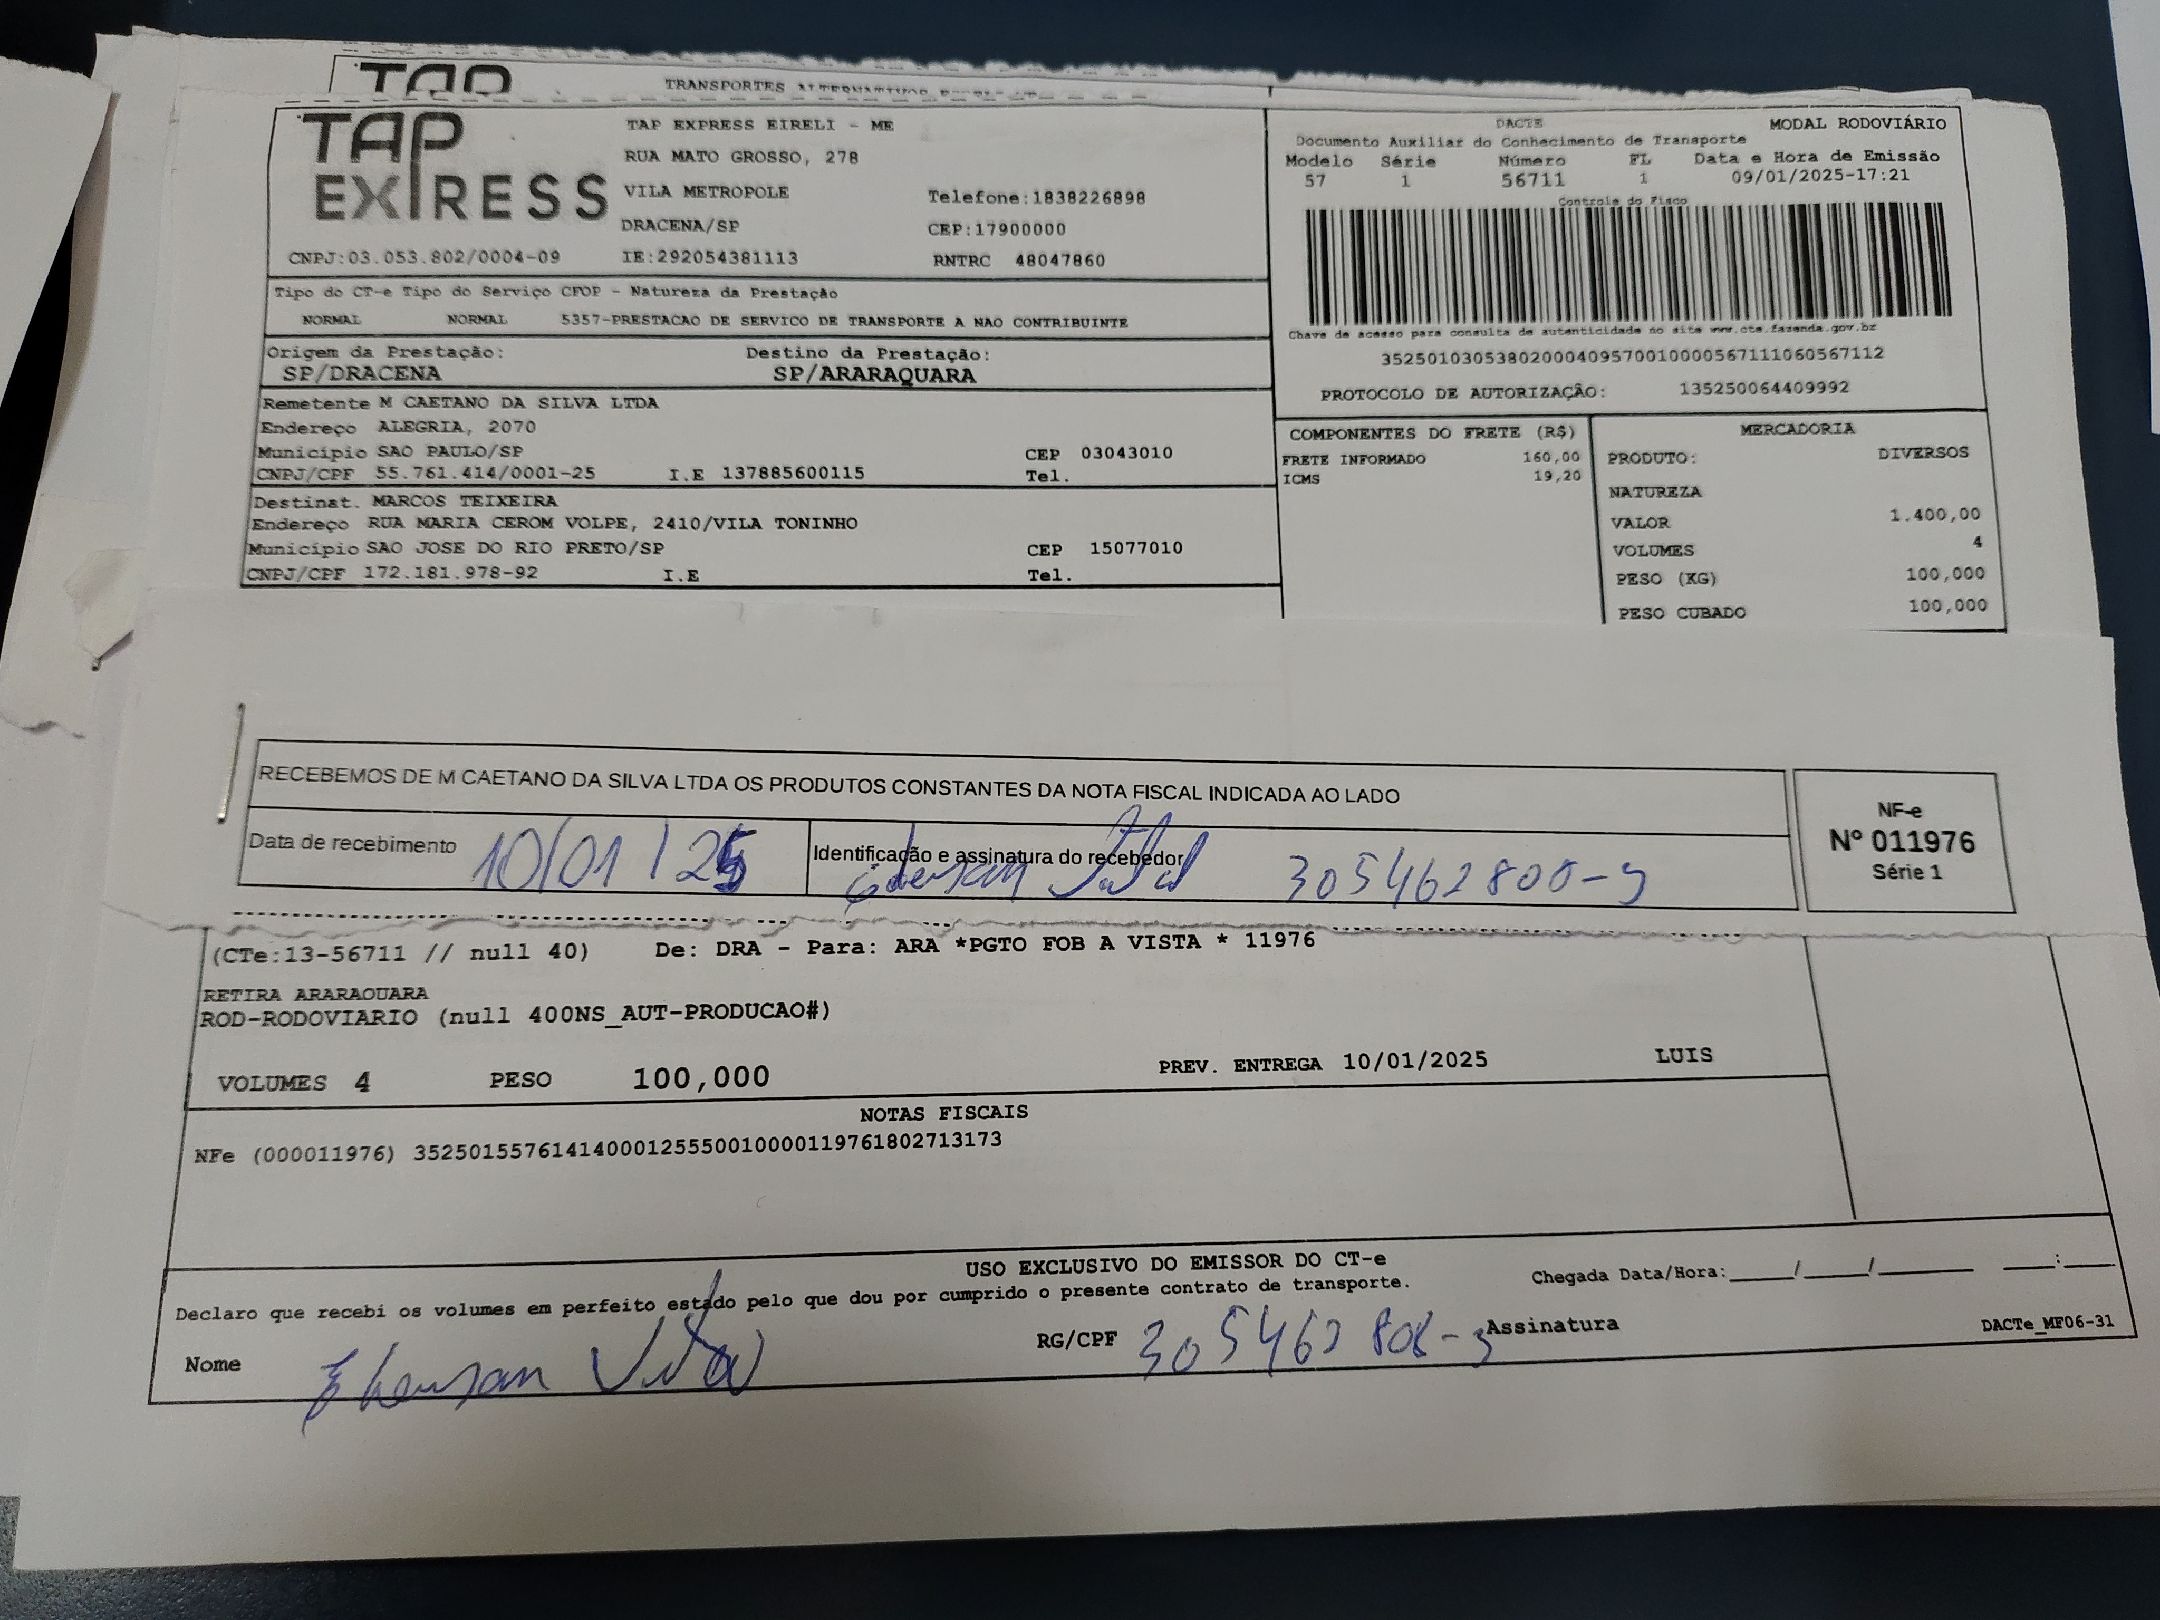 TAP
TRANSPORTES
TAP EXPRESS
TAP EXPRESS EIRELI - ME
RUA MATO GROSSO, 278
VILA METROPOLE
Telefone:1838226898
DRACENA/SP
CEP:17900000
CNPJ:03.053.802/0004-09
IE:292054381113
RNTRC 48047860
DACTE
MODAL RODOVIÁRIO
Documento Auxiliar do Conhecimento de Transporte
Modelo Série Número FL Data e Hora de Emissão
57 1 56711 1 09/01/2025-17:21
Controle do Fisco
Chave de acesso para consulta de autenticidade no site www.cte.fazenda.gov.br
35250103053802000409570010000567111060567112
PROTOCOLO DE AUTORIZAÇÃO: 135250064409992
Tipo do CT-e Tipo do Serviço CFOP - Natureza da Prestação
NORMAL NORMAL 5357-PRESTACAO DE SERVICO DE TRANSPORTE A NAO CONTRIBUINTE
Origem da Prestação: Destino da Prestação:
SP/DRACENA SP/ARARAQUARA
Remetente M CAETANO DA SILVA LTDA
Endereço ALEGRIA, 2070
Município SAO PAULO/SP CEP 03043010
CNPJ/CPF 55.761.414/0001-25 I.E 137885600115 Tel.
Destinat. MARCOS TEIXEIRA
Endereço RUA MARIA CEROM VOLPE, 2410/VILA TONINHO
Município SAO JOSE DO RIO PRETO/SP CEP 15077010
CNPJ/CPF 172.181.978-92 I.E Tel.
COMPONENTES DO FRETE (R$)
FRETE INFORMADO 160,00
ICMS 19,20
MERCADORIA
PRODUTO: DIVERSOS
NATUREZA
VALOR 1.400,00
VOLUMES 4
PESO (KG) 100,000
PESO CUBADO 100,000
RECEBEMOS DE M CAETANO DA SILVA LTDA OS PRODUTOS CONSTANTES DA NOTA FISCAL INDICADA AO LADO
Data de recebimento 10/01/25
Identificação e assinatura do recebedor
305462800-9
NF-e
Nº 011976
Série 1
(CTe:13-56711 // null 40) De: DRA - Para: ARA *PGTO FOB A VISTA * 11976
RETIRA ARARAQUARA
ROD-RODOVIARIO (null 400NS_AUT-PRODUCAO#)
VOLUMES 4 PESO 100,000 PREV. ENTREGA 10/01/2025 LUIS
NOTAS FISCAIS
NFe (000011976) 35250155761414000125550010000119761802713173
USO EXCLUSIVO DO EMISSOR DO CT-e
Declaro que recebi os volumes em perfeito estado pelo que dou por cumprido o presente contrato de transporte.
Chegada Data/Hora:_____/_____/________ ____:____
Nome
RG/CPF
Assinatura
DACTe_MF06-31